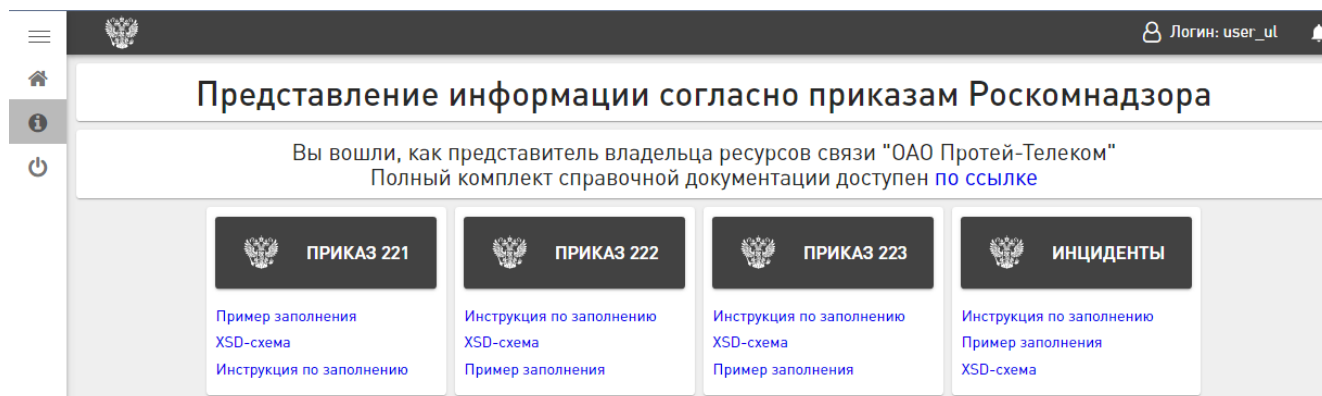 Логин: user_ul
Представление информации согласно приказам Роскомнадзора
Вы вошли, как представитель владельца ресурсов связи "ОАО Протей-Телеком"
Полный комплект справочной документации доступен по ссылке
ПРИКАЗ 221
Пример заполнения
XSD-схема
Инструкция по заполнению
ПРИКАЗ 222
Инструкция по заполнению
XSD-схема
Пример заполнения
ПРИКАЗ 223
Инструкция по заполнению
XSD-схема
Пример заполнения
ИНЦИДЕНТЫ
Инструкция по заполнению
Пример заполнения
XSD-схема